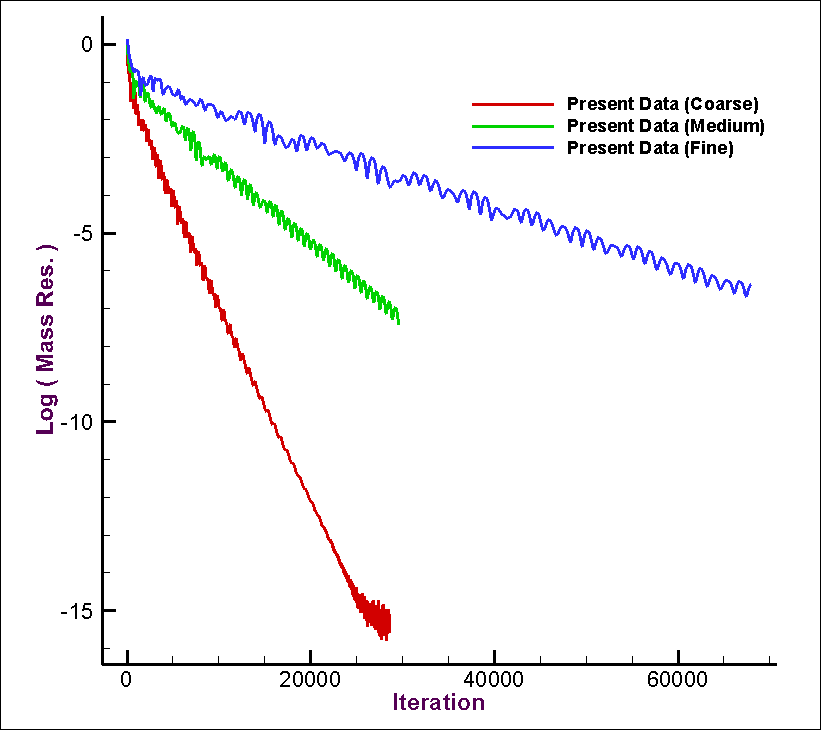 0
Present Data (Coarse)
Present Data (Medium)
Present Data (Fine)
-5
Log ( Mass Res. )
-10
-15
0 20000 40000 60000
Iteration